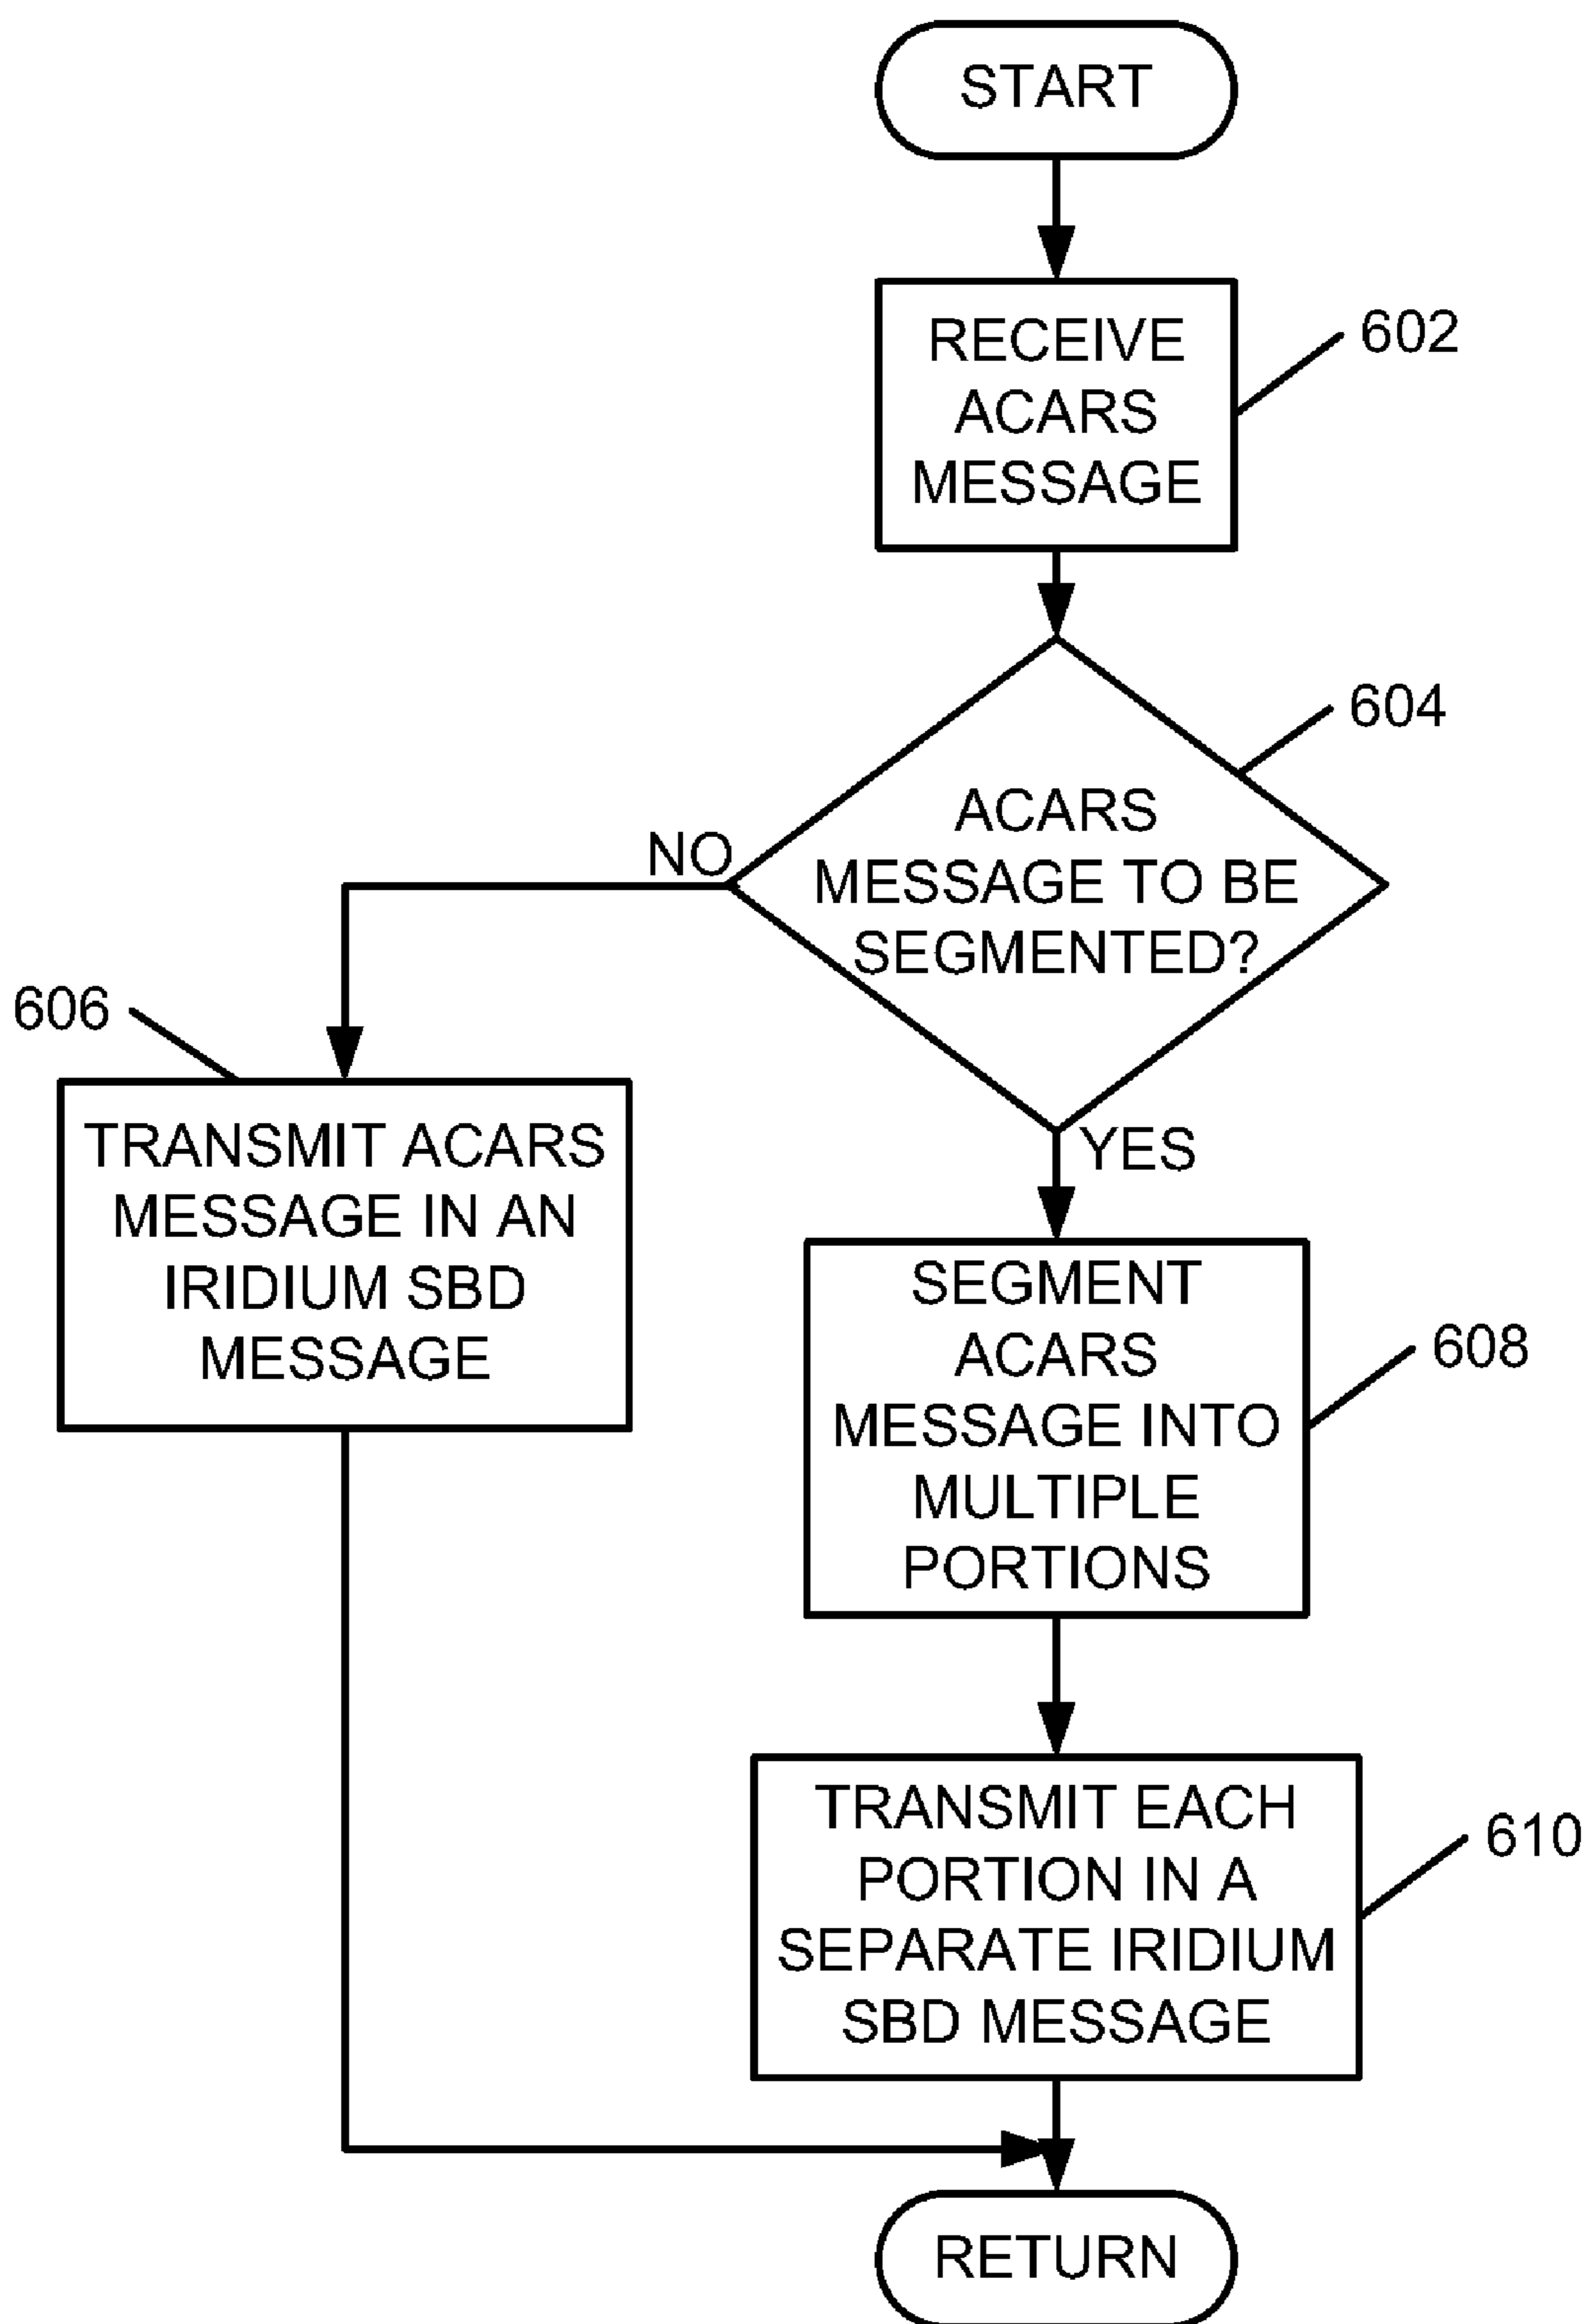 START
RECEIVE
ACARS
MESSAGE
602
604
ACARS
MESSAGE TO BE
SEGMENTED?
NO
606
TRANSMIT ACARS
MESSAGE IN AN
IRIDIUM SBD
MESSAGE
YES
SEGMENT
ACARS
MESSAGE INTO
MULTIPLE
PORTIONS
608
TRANSMIT EACH
PORTION IN A
SEPARATE IRIDIUM
SBD MESSAGE
610
RETURN